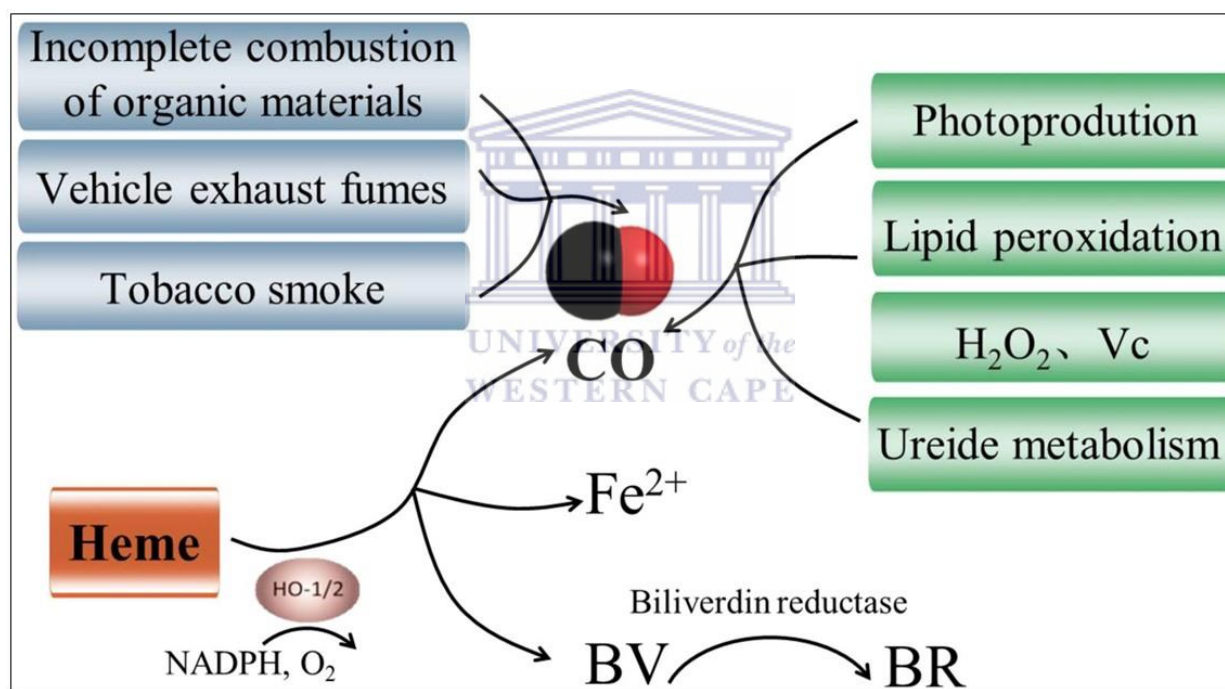 Incomplete combustion
of organic materials
Vehicle exhaust fumes
Tobacco smoke
Photoprodution
Lipid peroxidation
H₂O₂、Vc
Ureide metabolism
UNIVERSITY of the
WESTERN CAPE
CO
Heme
HO-1/2
NADPH, O₂
Fe²⁺
BV
Biliverdin reductase
BR